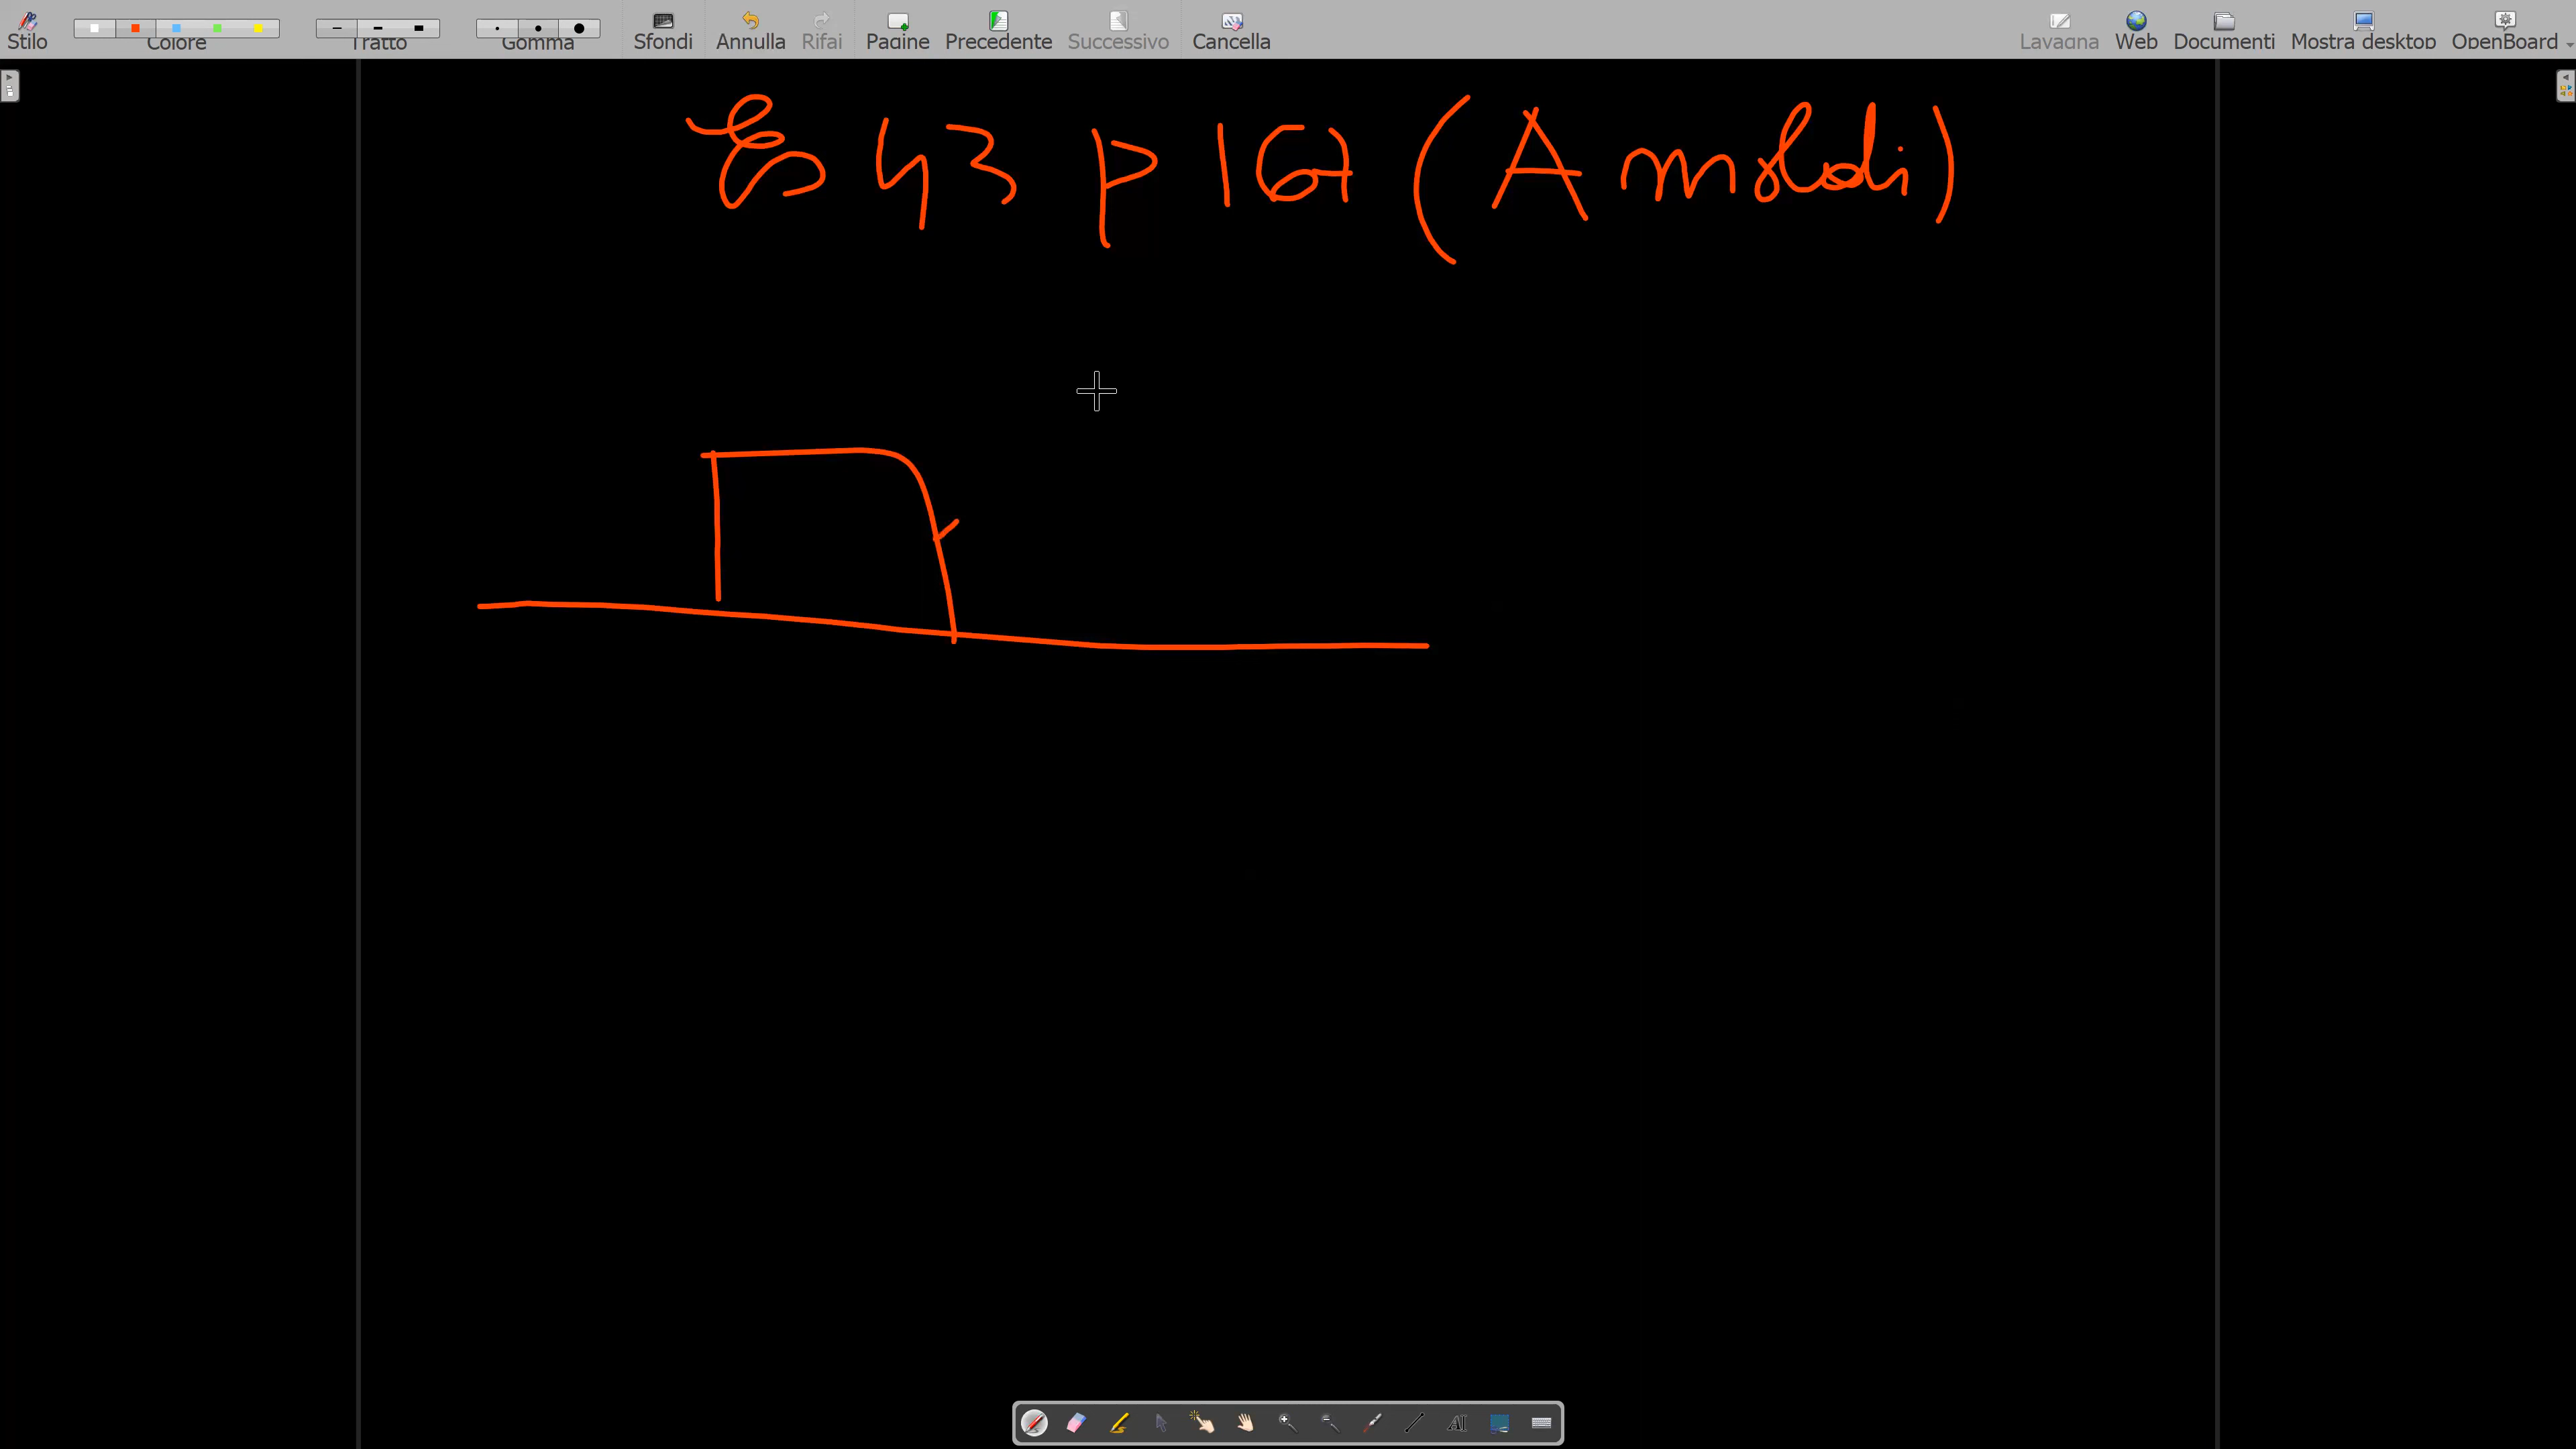 Stilo Colore Tratto Gomma Sfondi Annulla Rifai Pagine Precedente Successivo Cancella Lavagna Web Documenti Mostra desktop OpenBoard
Es 43 p 167 (Arnoldi)